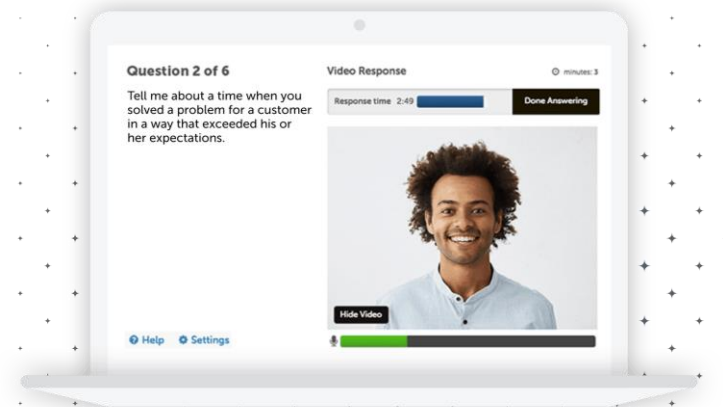 Question 2 of 6
Tell me about a time when you
solved a problem for a customer
in a way that exceeded his or
her expectations.
Help Settings
Video Response
minutes: 3
Response time 2:49
Done Answering
Hide Video